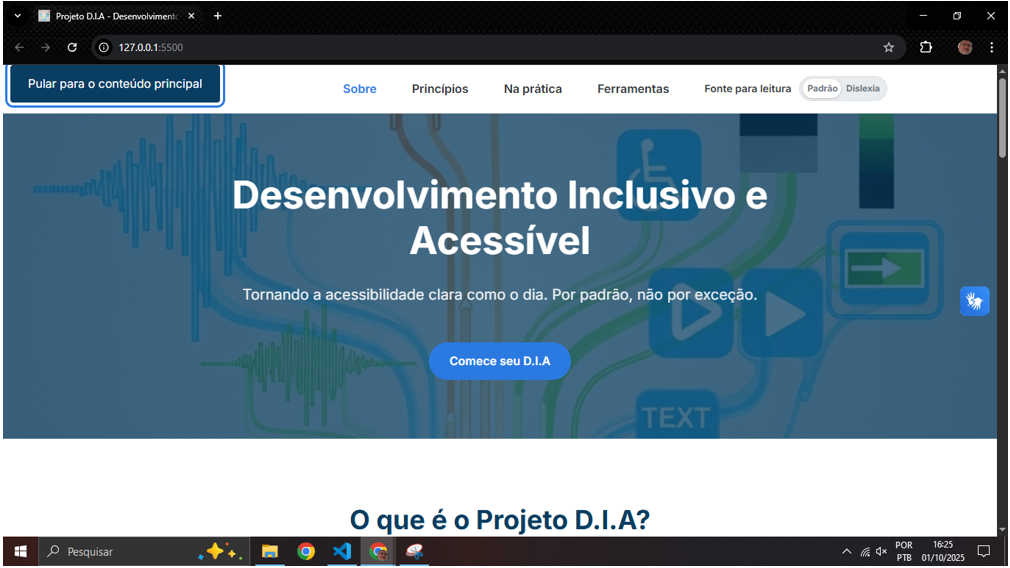 Projeto D.I.A - Desenvolvimento
127.0.0.1:5500
Pular para o conteúdo principal
Sobre
Princípios
Na prática
Ferramentas
Fonte para leitura
Padrão
Dislexia
Desenvolvimento Inclusivo e
Acessível
Tornando a acessibilidade clara como o dia. Por padrão, não por exceção.
Comece seu D.I.A
TEXT
O que é o Projeto D.I.A?
Pesquisar
POR
PTB
16:25
01/10/2025